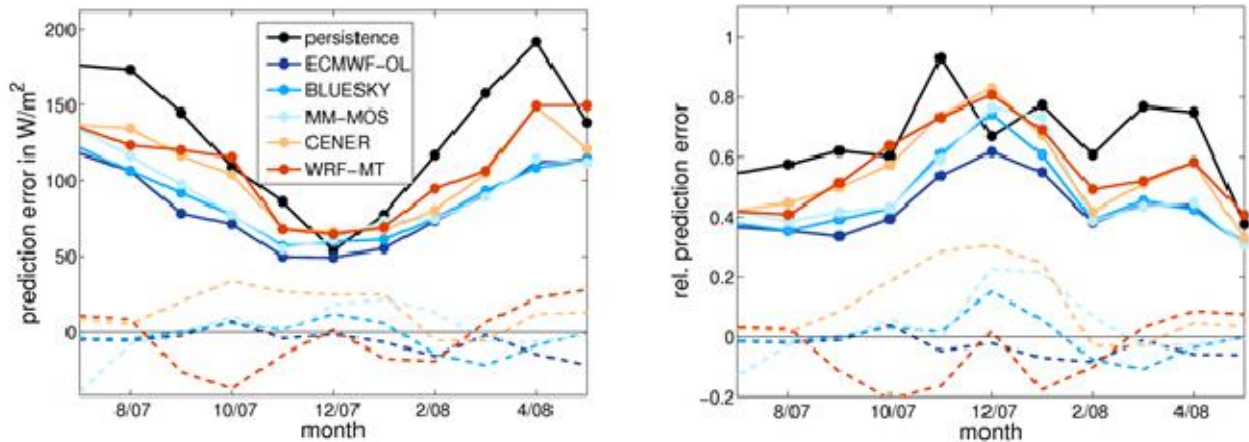 prediction error in W/m²
200
150
100
50
0
persistence
ECMWF-OL
BLUESKY
MM-MOS
CENER
WRF-MT
8/07 10/07 12/07 2/08 4/08
month
rel. prediction error
1
0.8
0.6
0.4
0.2
0
−0.2
8/07 10/07 12/07 2/08 4/08
month